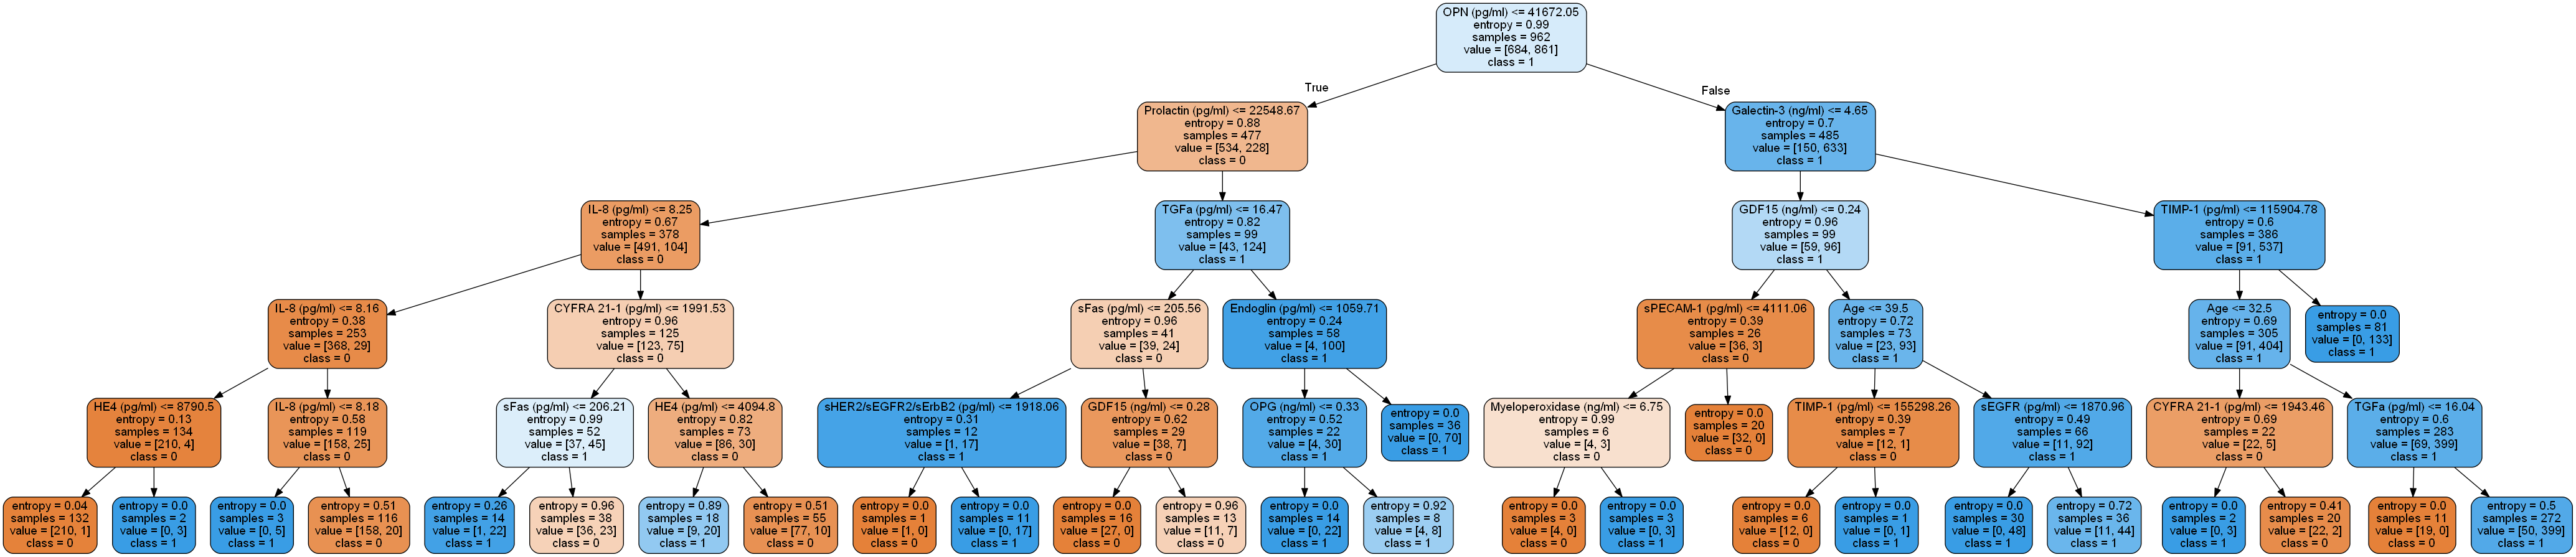 OPN (pg/ml) <= 41672.05
entropy = 0.99
samples = 962
value = [684, 861]
class = 1
True
False
Prolactin (pg/ml) <= 22548.67
entropy = 0.88
samples = 477
value = [534, 228]
class = 0
Galectin-3 (ng/ml) <= 4.65
entropy = 0.7
samples = 485
value = [150, 633]
class = 1
IL-8 (pg/ml) <= 8.25
entropy = 0.67
samples = 378
value = [491, 104]
class = 0
TGFa (pg/ml) <= 16.47
entropy = 0.82
samples = 99
value = [43, 124]
class = 1
GDF15 (ng/ml) <= 0.24
entropy = 0.96
samples = 99
value = [59, 96]
class = 1
TIMP-1 (pg/ml) <= 115904.78
entropy = 0.6
samples = 386
value = [91, 537]
class = 1
IL-8 (pg/ml) <= 8.16
entropy = 0.38
samples = 253
value = [368, 29]
class = 0
CYFRA 21-1 (pg/ml) <= 1991.53
entropy = 0.96
samples = 125
value = [123, 75]
class = 0
sFas (pg/ml) <= 205.56
entropy = 0.96
samples = 41
value = [39, 24]
class = 0
Endoglin (pg/ml) <= 1059.71
entropy = 0.24
samples = 58
value = [4, 100]
class = 1
sPECAM-1 (pg/ml) <= 4111.06
entropy = 0.39
samples = 26
value = [36, 3]
class = 0
Age <= 39.5
entropy = 0.72
samples = 73
value = [23, 93]
class = 1
Age <= 32.5
entropy = 0.69
samples = 305
value = [91, 404]
class = 1
entropy = 0.0
samples = 81
value = [0, 133]
class = 1
HE4 (pg/ml) <= 8790.5
entropy = 0.13
samples = 134
value = [210, 4]
class = 0
IL-8 (pg/ml) <= 8.18
entropy = 0.58
samples = 119
value = [158, 25]
class = 0
sFas (pg/ml) <= 206.21
entropy = 0.99
samples = 52
value = [37, 45]
class = 1
HE4 (pg/ml) <= 4094.8
entropy = 0.82
samples = 73
value = [86, 30]
class = 0
sHER2/sEGFR2/sErbB2 (pg/ml) <= 1918.06
entropy = 0.31
samples = 12
value = [1, 17]
class = 1
GDF15 (ng/ml) <= 0.28
entropy = 0.62
samples = 29
value = [38, 7]
class = 0
OPG (ng/ml) <= 0.33
entropy = 0.52
samples = 22
value = [4, 30]
class = 1
entropy = 0.0
samples = 36
value = [0, 70]
class = 1
Myeloperoxidase (ng/ml) <= 6.75
entropy = 0.99
samples = 6
value = [4, 3]
class = 0
entropy = 0.0
samples = 20
value = [32, 0]
class = 0
TIMP-1 (pg/ml) <= 155298.26
entropy = 0.39
samples = 7
value = [12, 1]
class = 0
sEGFR (pg/ml) <= 1870.96
entropy = 0.49
samples = 66
value = [11, 92]
class = 1
CYFRA 21-1 (pg/ml) <= 1943.46
entropy = 0.69
samples = 22
value = [22, 5]
class = 0
TGFa (pg/ml) <= 16.04
entropy = 0.6
samples = 283
value = [69, 399]
class = 1
entropy = 0.04
samples = 132
value = [210, 1]
class = 0
entropy = 0.0
samples = 2
value = [0, 3]
class = 1
entropy = 0.0
samples = 3
value = [0, 5]
class = 1
entropy = 0.51
samples = 116
value = [158, 20]
class = 0
entropy = 0.26
samples = 14
value = [1, 22]
class = 1
entropy = 0.96
samples = 38
value = [36, 23]
class = 0
entropy = 0.89
samples = 18
value = [9, 20]
class = 1
entropy = 0.51
samples = 55
value = [77, 10]
class = 0
entropy = 0.0
samples = 1
value = [1, 0]
class = 0
entropy = 0.0
samples = 11
value = [0, 17]
class = 1
entropy = 0.0
samples = 16
value = [27, 0]
class = 0
entropy = 0.96
samples = 13
value = [11, 7]
class = 0
entropy = 0.0
samples = 14
value = [0, 22]
class = 1
entropy = 0.92
samples = 8
value = [4, 8]
class = 1
entropy = 0.0
samples = 3
value = [4, 0]
class = 0
entropy = 0.0
samples = 3
value = [0, 3]
class = 1
entropy = 0.0
samples = 6
value = [12, 0]
class = 0
entropy = 0.0
samples = 1
value = [0, 1]
class = 1
entropy = 0.0
samples = 30
value = [0, 48]
class = 1
entropy = 0.72
samples = 36
value = [11, 44]
class = 1
entropy = 0.0
samples = 2
value = [0, 3]
class = 1
entropy = 0.41
samples = 20
value = [22, 2]
class = 0
entropy = 0.0
samples = 11
value = [19, 0]
class = 0
entropy = 0.5
samples = 272
value = [50, 399]
class = 1